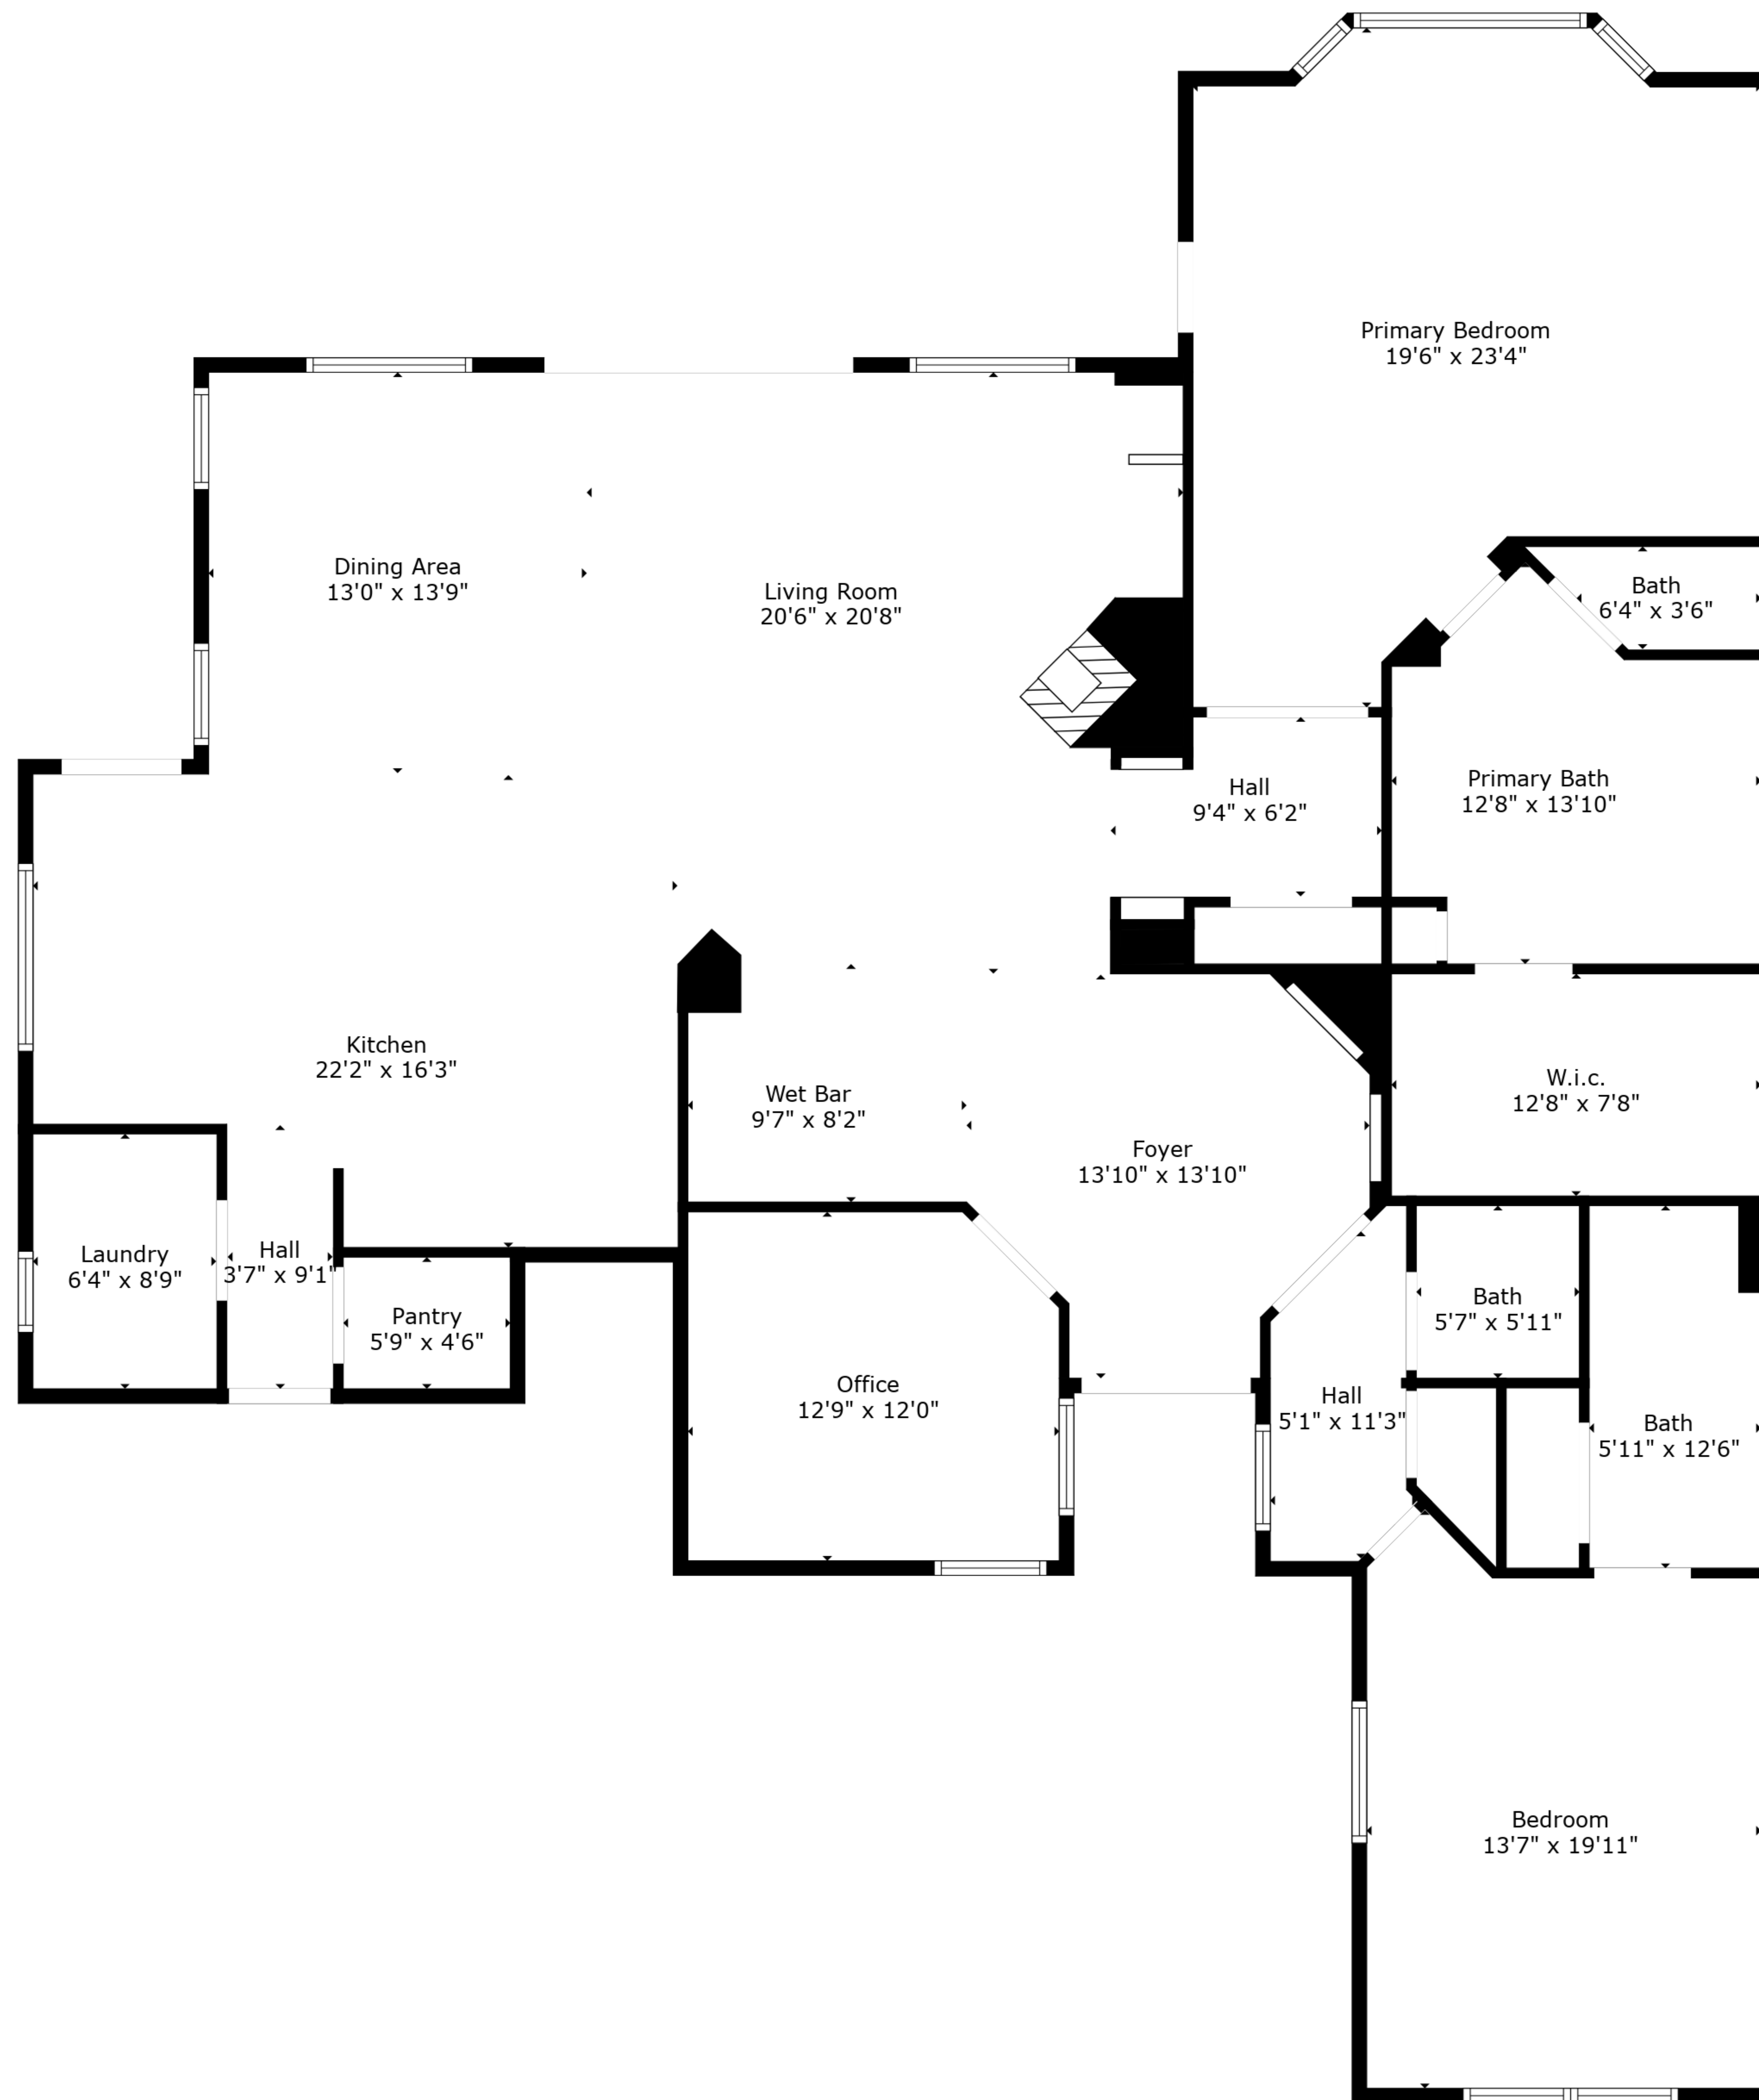 Primary Bedroom
19'6" x 23'4"
Dining Area
13'0" x 13'9"
Living Room
20'6" x 20'8"
Bath
6'4" x 3'6"
Hall
9'4" x 6'2"
Primary Bath
12'8" x 13'10"
Kitchen
22'2" x 16'3"
Wet Bar
9'7" x 8'2"
Foyer
13'10" x 13'10"
W.i.c.
12'8" x 7'8"
Laundry
6'4" x 8'9"
Hall
3'7" x 9'1"
Pantry
5'9" x 4'6"
Bath
5'7" x 5'11"
Office
12'9" x 12'0"
Hall
5'1" x 11'3"
Bath
5'11" x 12'6"
Bedroom
13'7" x 19'11"